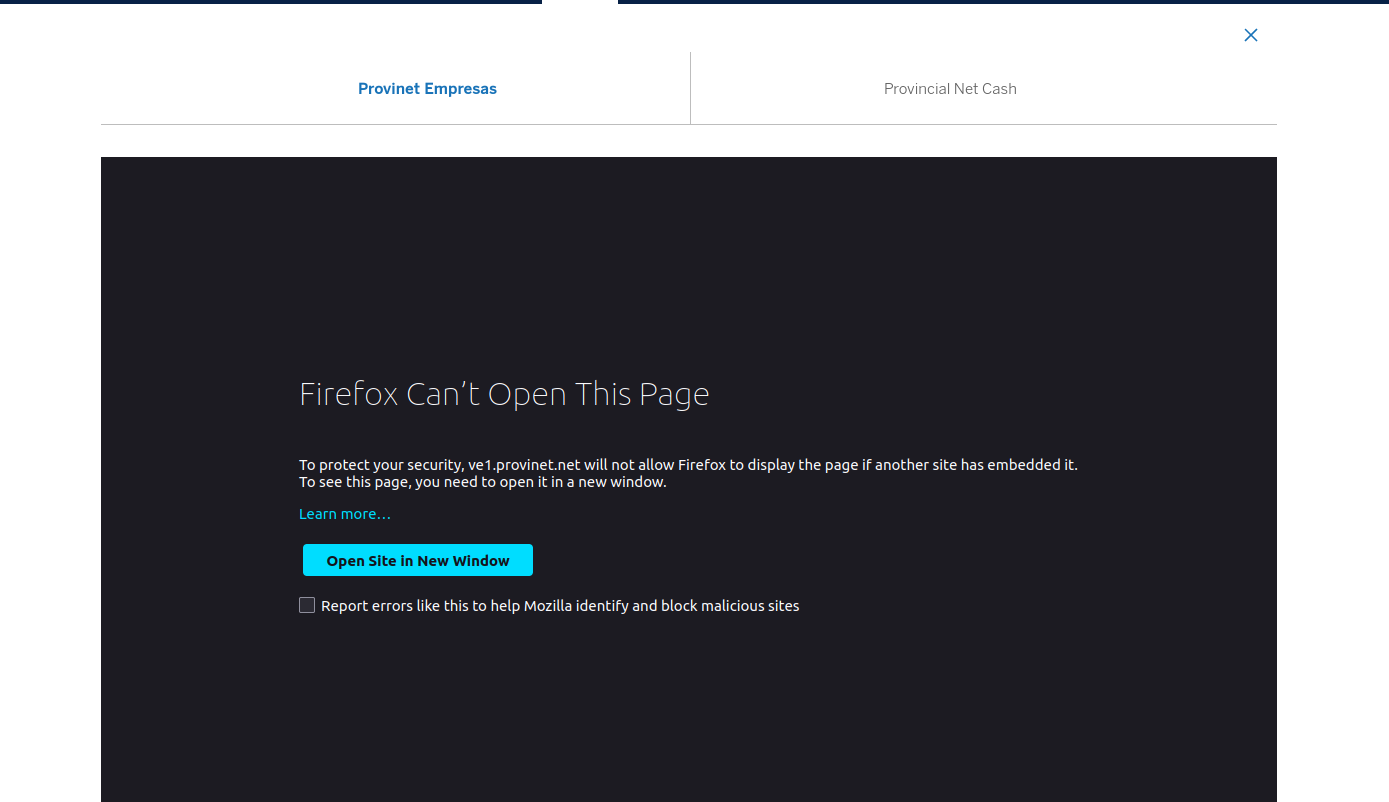 Provinet Empresas
Provincial Net Cash
Firefox Can’t Open This Page
To protect your security, ve1.provinet.net will not allow Firefox to display the page if another site has embedded it.
To see this page, you need to open it in a new window.
Learn more…
Open Site in New Window
Report errors like this to help Mozilla identify and block malicious sites